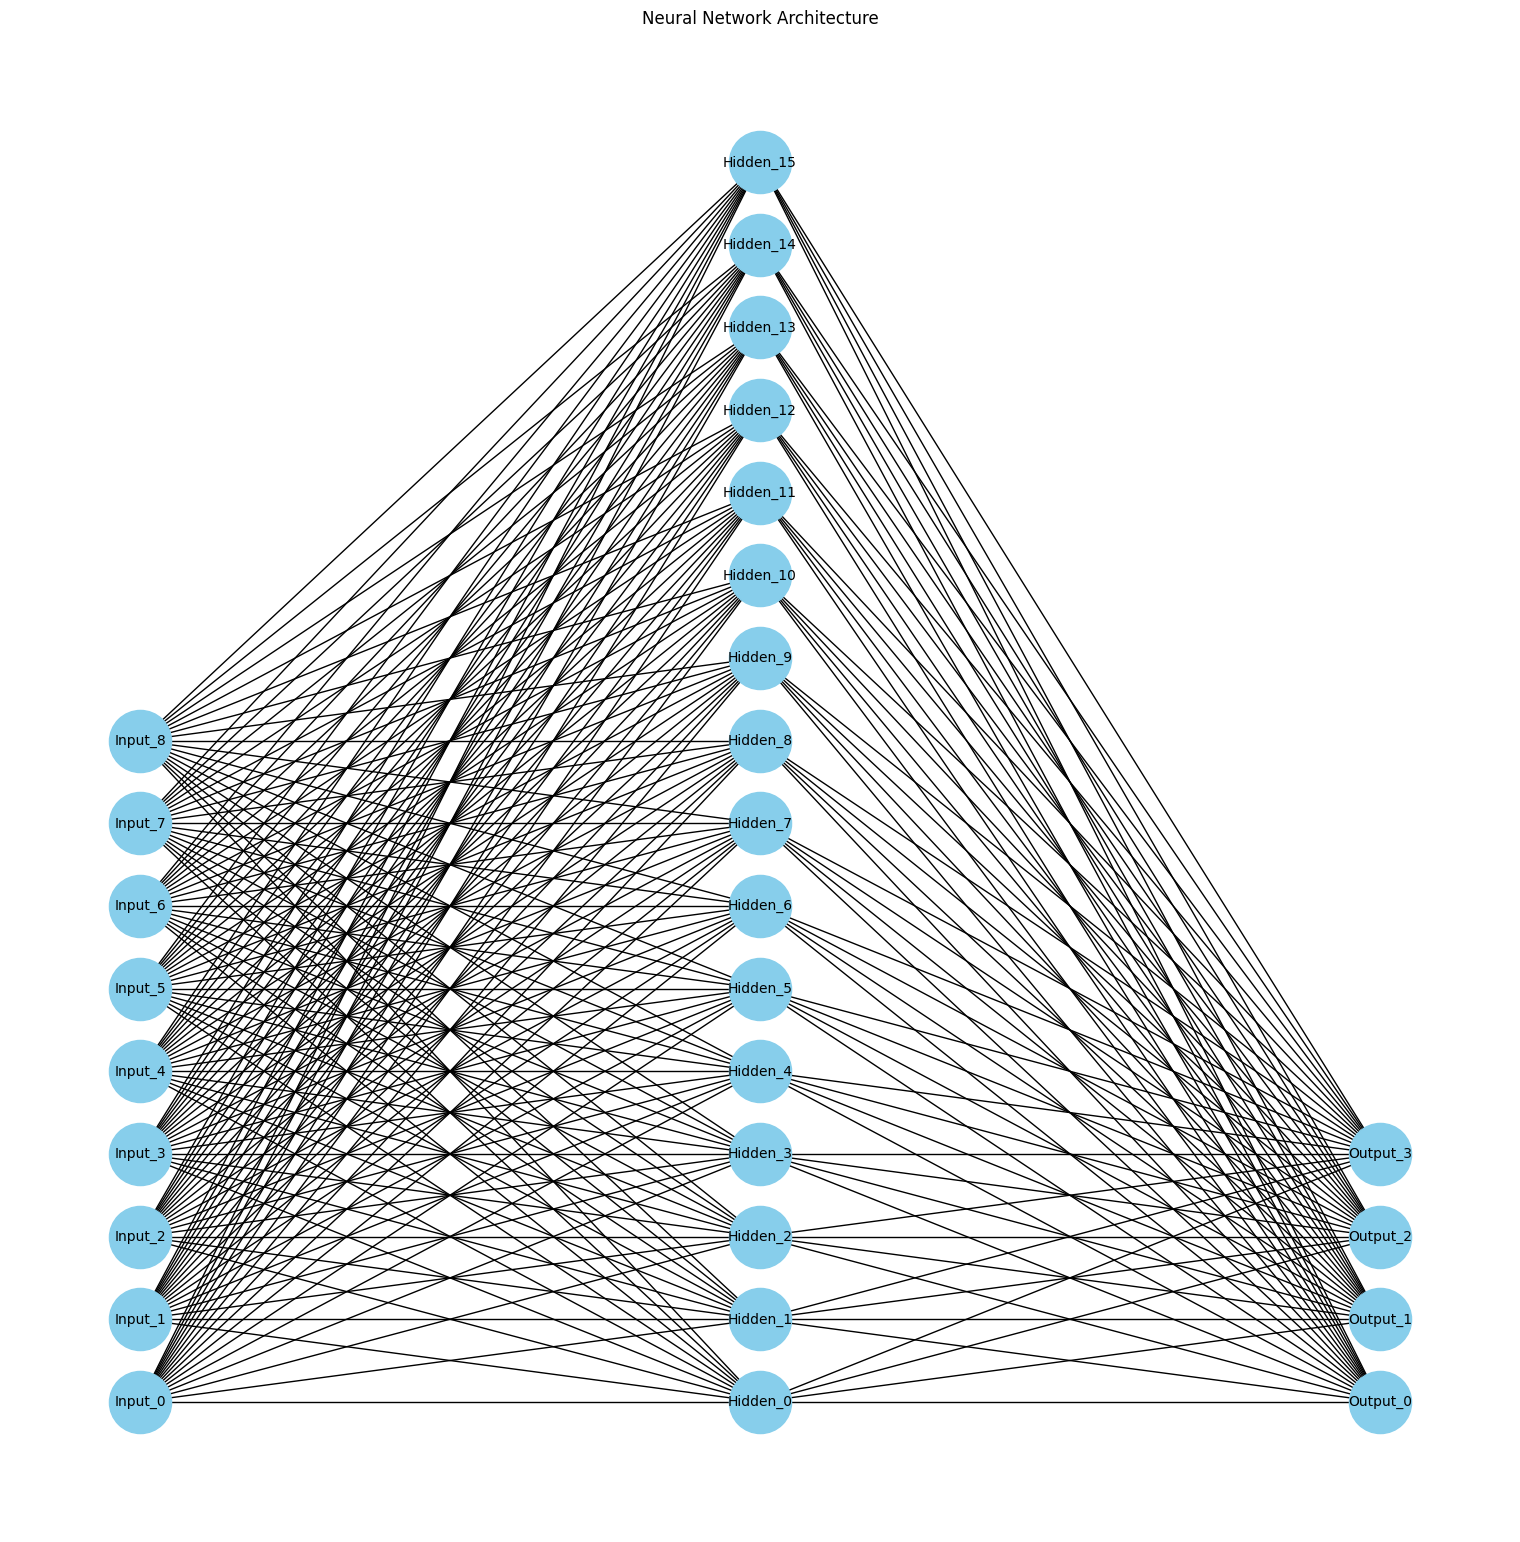 Neural Network Architecture
Hidden_15
Hidden_14
Hidden_13
Hidden_12
Hidden_11
Hidden_10
Hidden_9
Input_8 Hidden_8
Input_7 Hidden_7
Input_6 Hidden_6
Input_5 Hidden_5
Input_4 Hidden_4
Input_3 Hidden_3 Output_3
Input_2 Hidden_2 Output_2
Input_1 Hidden_1 Output_1
Input_0 Hidden_0 Output_0